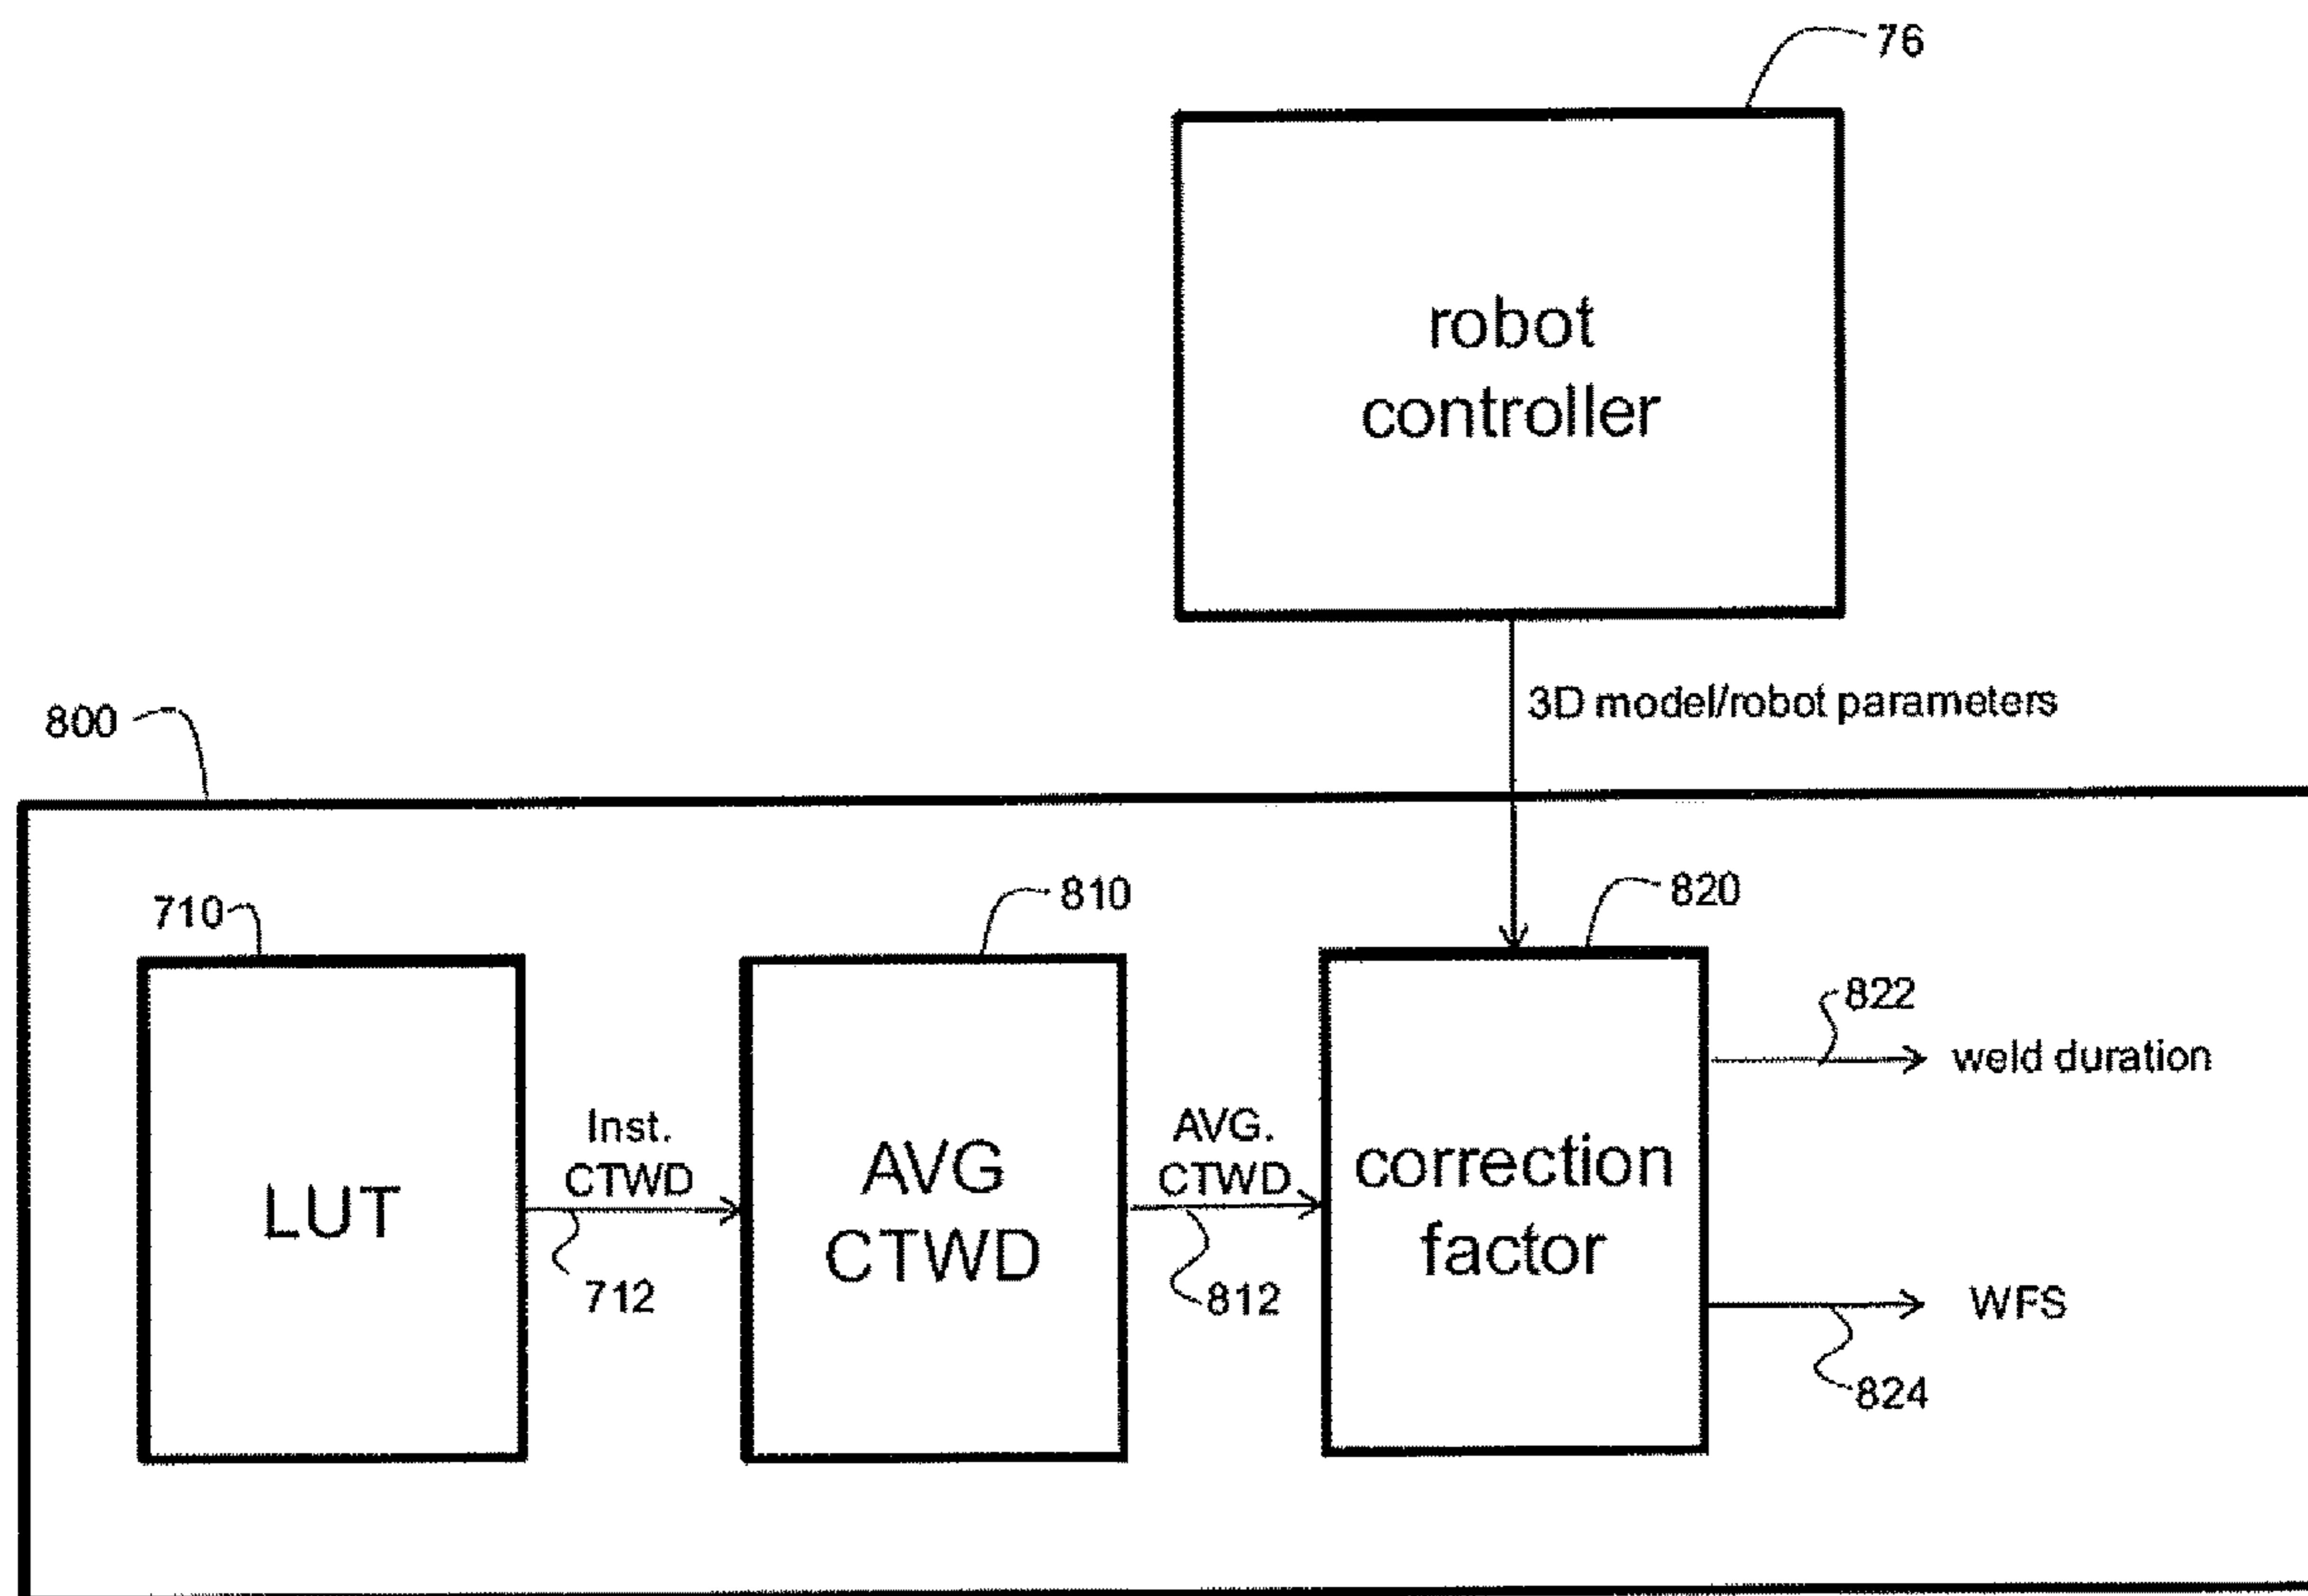 76
robot
controller
3D model/robot parameters
800
710
810
820
LUT
Inst.
CTWD
712
AVG
CTWD
AVG.
CTWD
812
correction
factor
822
weld duration
WFS
824